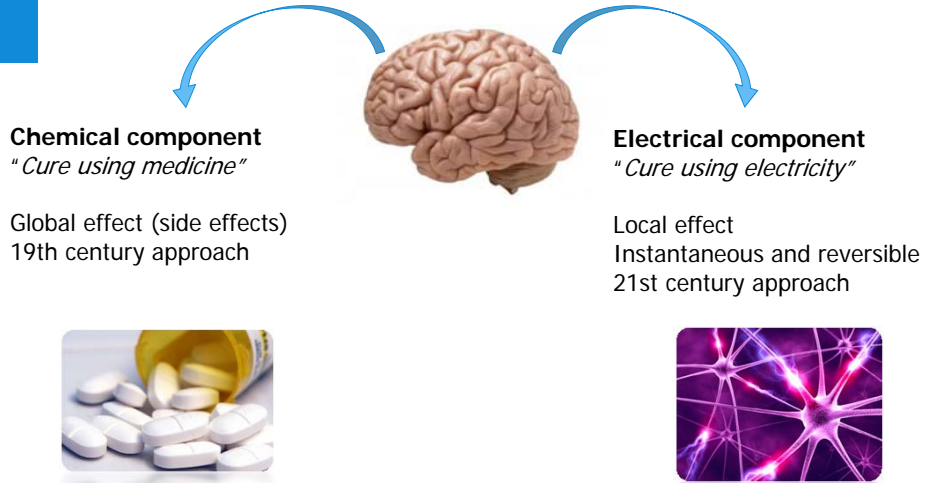 Chemical component
"Cure using medicine"
Global effect (side effects)
19th century approach
Electrical component
"Cure using electricity"
Local effect
Instantaneous and reversible
21st century approach